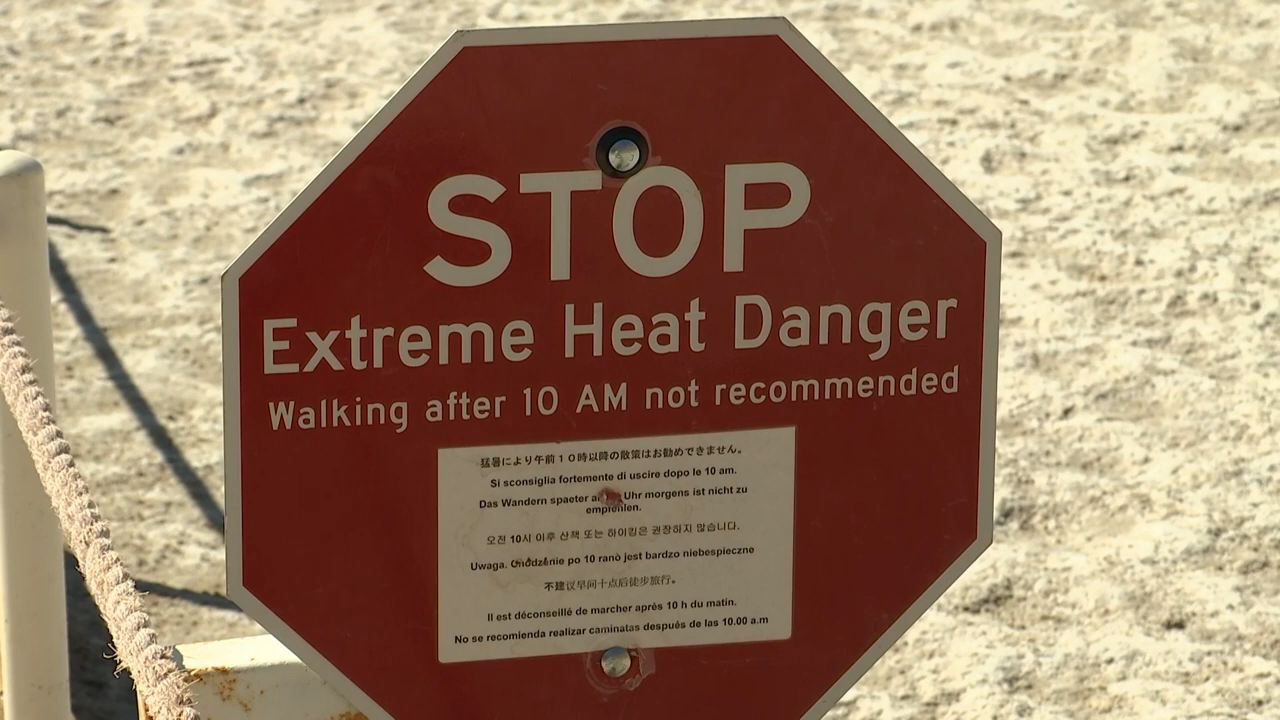 STOP
Extreme Heat Danger
Walking after 10 AM not recommended
猛暑により午前10時以降の散策はお勧めできません。
Si sconsiglia fortemente di uscire dopo le 10 am.
Das Wandern spaeter Uhr morgens ist nicht zu
empfehlen.
오전 10시 이후 산책 또는 하이킹은 권장하지 않습니다.
Uwaga. po 10 rano jest bardzo niebespieczne
不建议早间十点后徒步旅行。
Il est déconseillé de marcher après 10 h du matin.
No se recomienda realizar caminatas después de las 10.00 a.m